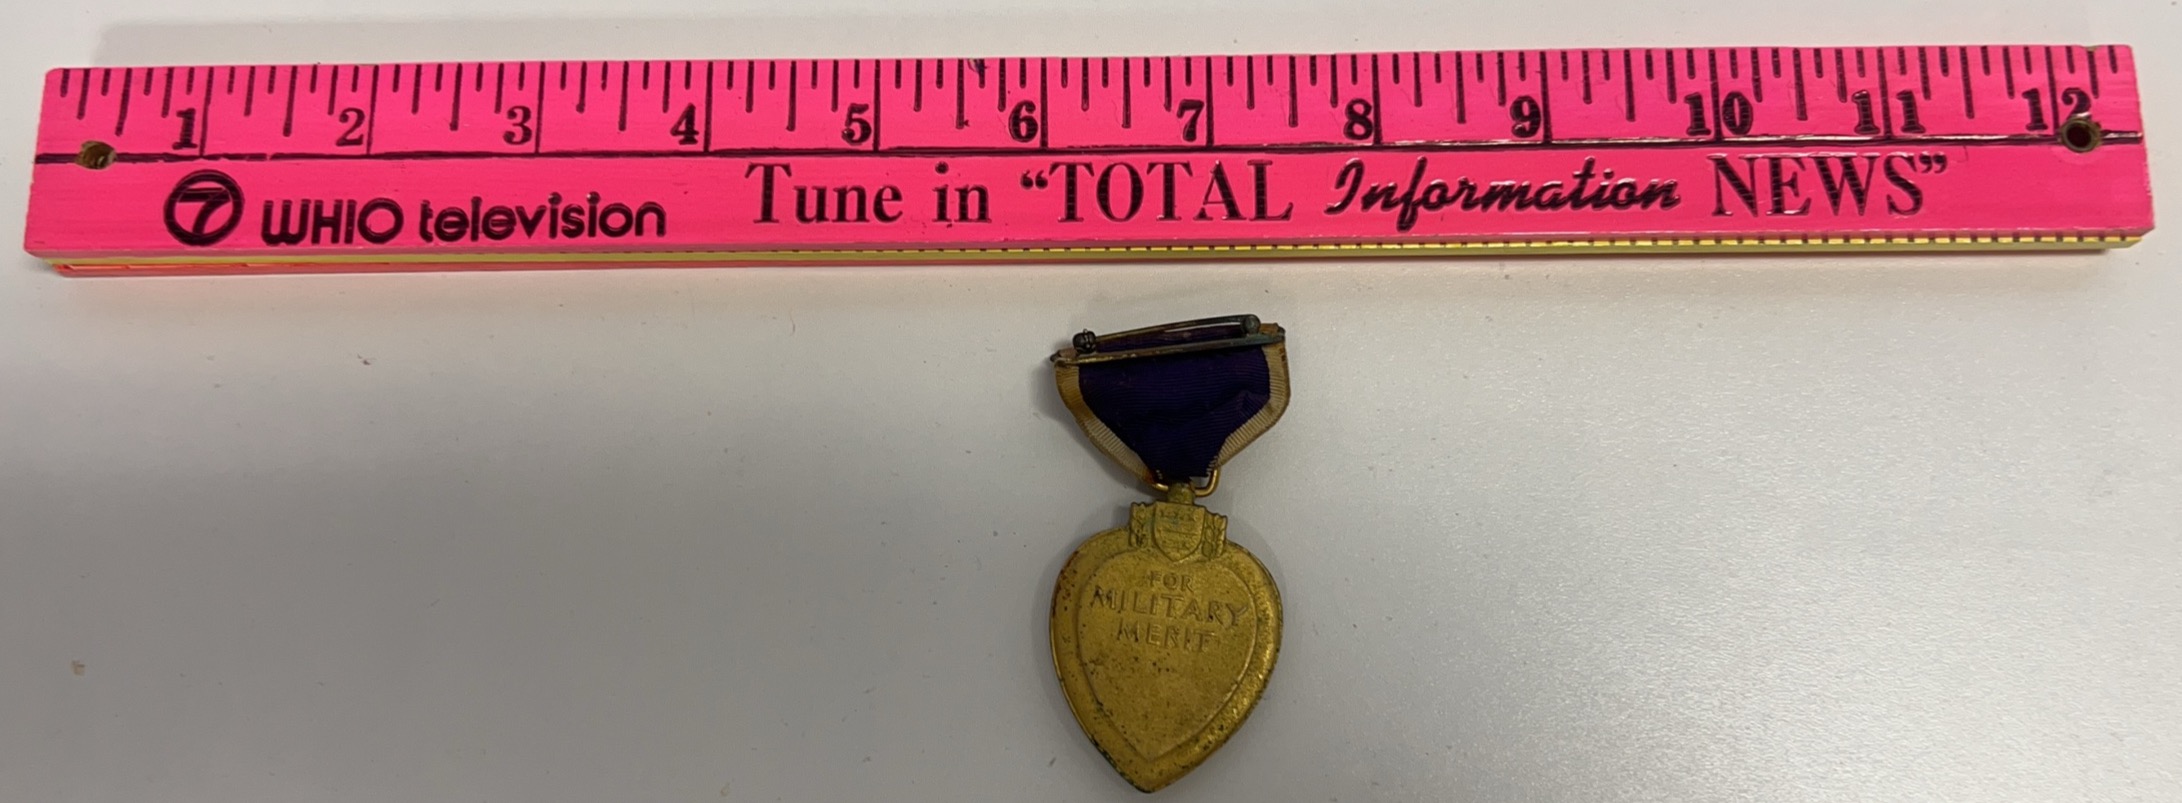 1 2 3 4 5 6 7 8 9 10 11 12
7 WHIO television Tune in “TOTAL Information NEWS”
FOR
MILITARY
MERIT